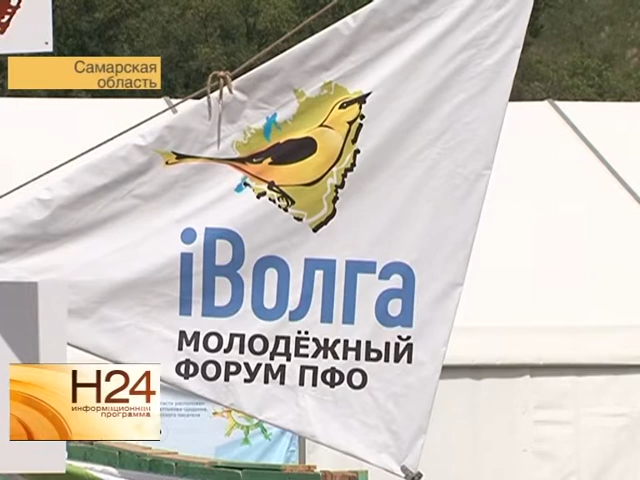 Самарская
область
iВолга
МОЛОДЁЖНЫЙ
ФОРУМ ПФО
Н24
информационная
программа